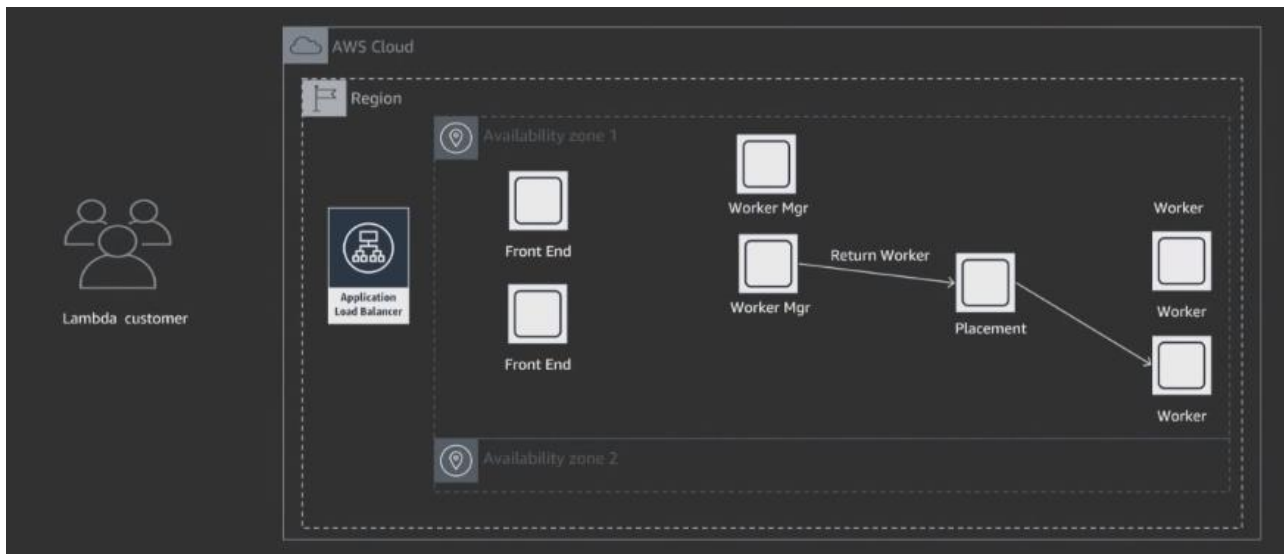 AWS Cloud
Region
Availability zone 1
Worker Mgr
Worker
Front End
Return Worker
Application
Load Balancer
Worker Mgr
Worker
Lambda customer
Placement
Front End
Worker
Availability zone 2